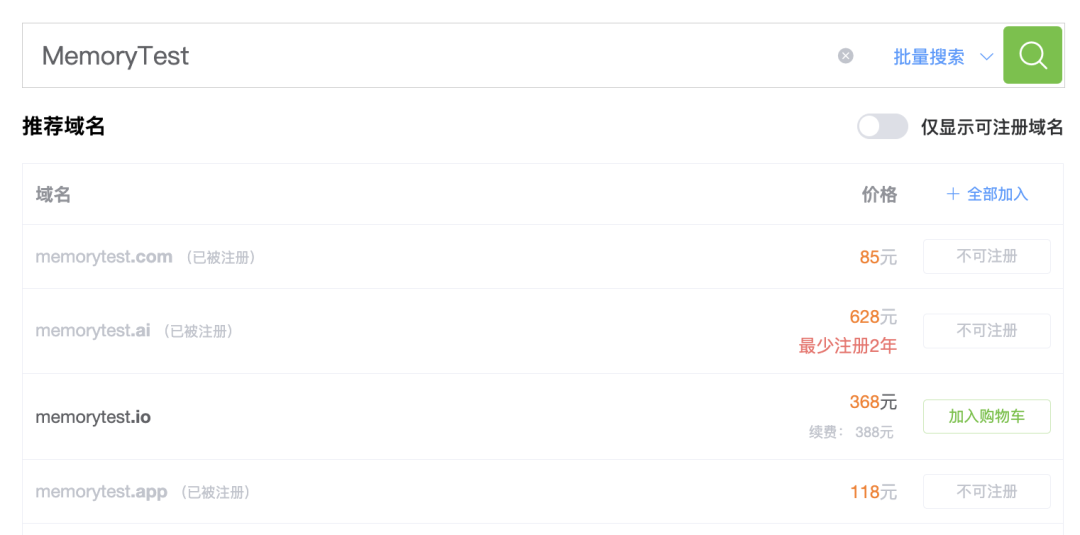 MemoryTest 批量搜索
推荐域名 仅显示可注册域名
域名 价格 + 全部加入
memorytest.com (已被注册) 85元 不可注册
memorytest.ai (已被注册) 628元 不可注册
最少注册2年
memorytest.io 368元 加入购物车
续费： 388元
memorytest.app (已被注册) 118元 不可注册